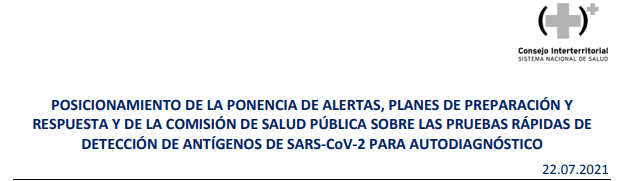 Consejo Interterritorial
SISTEMA NACIONAL DE SALUD
POSICIONAMIENTO DE LA PONENCIA DE ALERTAS, PLANES DE PREPARACIÓN Y
RESPUESTA Y DE LA COMISIÓN DE SALUD PÚBLICA SOBRE LAS PRUEBAS RÁPIDAS DE
DETECCIÓN DE ANTÍGENOS DE SARS-CoV-2 PARA AUTODIAGNÓSTICO
22.07.2021